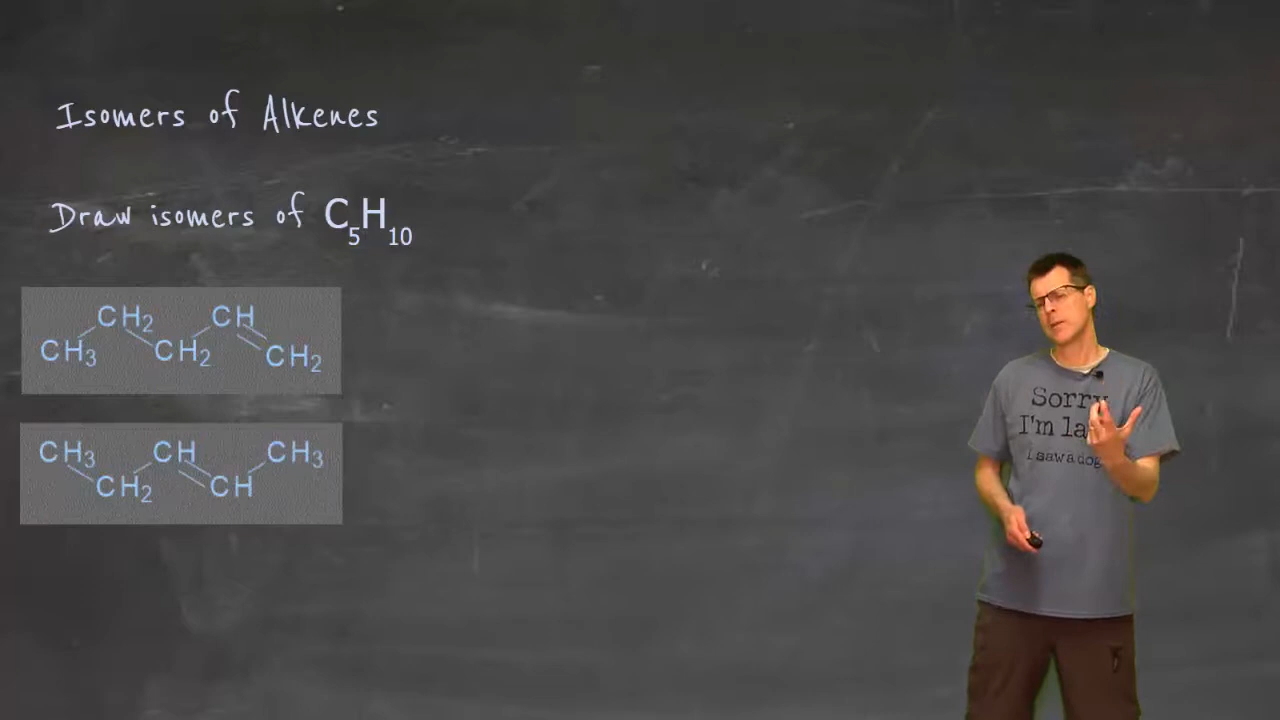 Isomers of Alkenes
Draw isomers of C5H10
CH2 CH
CH3 CH2 CH2
CH3 CH CH3
CH2 CH
Sorry
I'm la
I saw a dog